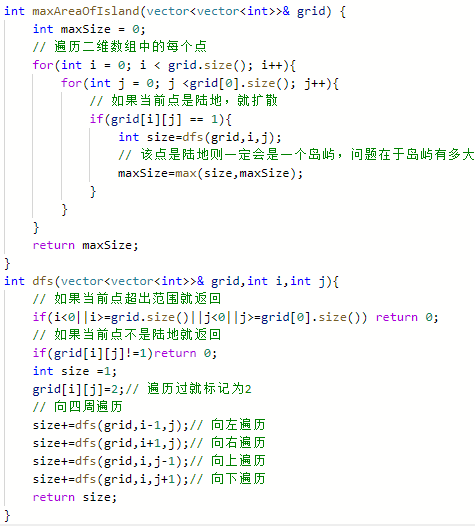 int maxAreaOfIsland(vector<vector<int>>& grid) {
    int maxSize = 0;
    // 遍历二维数组中的每个点
    for(int i = 0; i < grid.size(); i++){
        for(int j = 0; j <grid[0].size(); j++){
            // 如果当前点是陆地，就扩散
            if(grid[i][j] == 1){
                int size=dfs(grid,i,j);
                // 该点是陆地则一定会是一个岛屿，问题在于岛屿有多大
                maxSize=max(size,maxSize);
            }
        }
    }
    return maxSize;
}
int dfs(vector<vector<int>>& grid,int i,int j){
    // 如果当前点超出范围就返回
    if(i<0||i>=grid.size()||j<0||j>=grid[0].size()) return 0;
    // 如果当前点不是陆地就返回
    if(grid[i][j]!=1)return 0;
    int size =1;
    grid[i][j]=2;// 遍历过就标记为2
    // 向四周遍历
    size+=dfs(grid,i-1,j);// 向左遍历
    size+=dfs(grid,i+1,j);// 向右遍历
    size+=dfs(grid,i,j-1);// 向上遍历
    size+=dfs(grid,i,j+1);// 向下遍历
    return size;
}